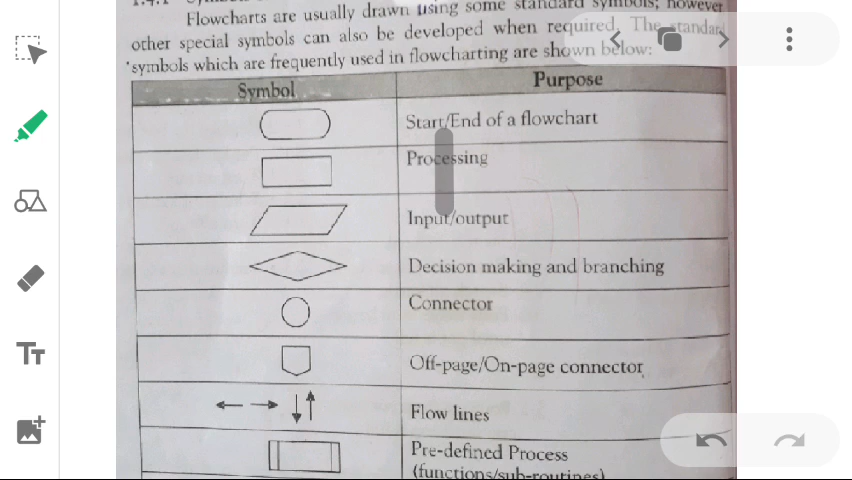 Flowcharts are usually drawn using some standard symbols; however
other special symbols can also be developed when required. The standard
symbols which are frequently used in flowcharting are shown below:
Symbol Purpose
Start/End of a flowchart
Processing
Input/output
Decision making and branching
Connector
Off-page/On-page connector
Flow lines
Pre-defined Process
(functions/sub-routines)
TT